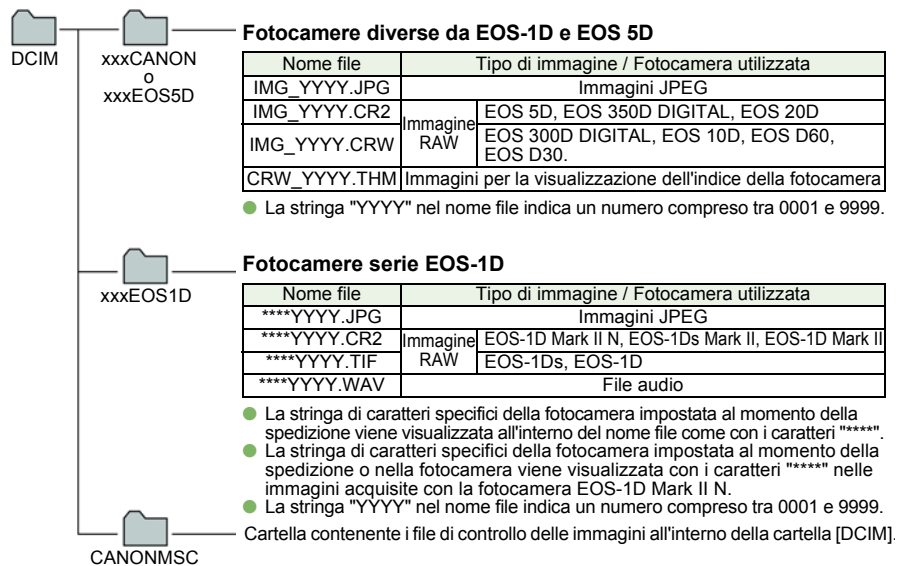 DCIM
xxxCANON
o
xxxEOS5D
Fotocamere diverse da EOS-1D e EOS 5D
Nome file Tipo di immagine / Fotocamera utilizzata
IMG_YYYY.JPG Immagini JPEG
IMG_YYYY.CR2 Immagine RAW EOS 5D, EOS 350D DIGITAL, EOS 20D
IMG_YYYY.CRW EOS 300D DIGITAL, EOS 10D, EOS D60,
EOS D30.
CRW_YYYY.THM Immagini per la visualizzazione dell'indice della fotocamera
● La stringa "YYYY" nel nome file indica un numero compreso tra 0001 e 9999.
xxxEOS1D
Fotocamere serie EOS-1D
Nome file Tipo di immagine / Fotocamera utilizzata
****YYYY.JPG Immagini JPEG
****YYYY.CR2 Immagine RAW EOS-1D Mark II N, EOS-1Ds Mark II, EOS-1D Mark II
****YYYY.TIF EOS-1Ds, EOS-1D
****YYYY.WAV File audio
● La stringa di caratteri specifici della fotocamera impostata al momento della
spedizione viene visualizzata all'interno del nome file come con i caratteri "****".
● La stringa di caratteri specifici della fotocamera impostata al momento della
spedizione o nella fotocamera viene visualizzata con i caratteri "****" nelle
immagini acquisite con la fotocamera EOS-1D Mark II N.
● La stringa "YYYY" nel nome file indica un numero compreso tra 0001 e 9999.
CANONMSC
Cartella contenente i file di controllo delle immagini all'interno della cartella [DCIM].